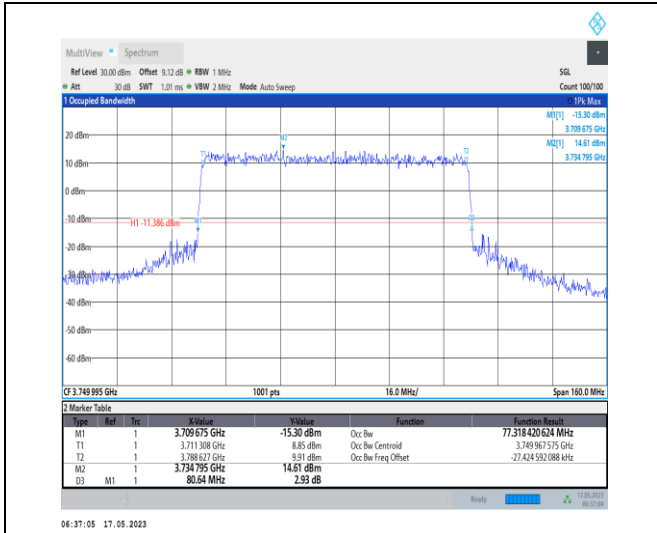 MultiView Spectrum
Ref Level 30.00 dBm Offset 9.12 dB RBW 1 MHz SGL
Att 30 dB SWT 1.01 ms VBW 2 MHz Mode Auto Sweep Count 100/100
1 Occupied Bandwidth 1Pk Max
M1[1] -15.30 dBm
3.709 675 GHz
M2[1] 14.61 dBm
3.734 795 GHz
20 dBm
M2
T1
T2
10 dBm
0 dBm
-10 dBm
H1 -11.386 dBm
M1
D3
-20 dBm
-30 dBm
-40 dBm
-50 dBm
-60 dBm
CF 3.749 995 GHz 1001 pts 16.0 MHz/ Span 160.0 MHz
2 Marker Table
Type Ref Trc X-Value Y-Value Function Function Result
M1 1 3.709 675 GHz -15.30 dBm Occ Bw 77.318 420 624 MHz
T1 1 3.711 308 GHz 8.85 dBm Occ Bw Centroid 3.749 967 575 GHz
T2 1 3.788 627 GHz 9.91 dBm Occ Bw Freq Offset -27.424 592 088 kHz
M2 1 3.734 795 GHz 14.61 dBm
D3 M1 1 80.64 MHz 2.93 dB
Ready 17.05.2023
06:37:04
06:37:05 17.05.2023